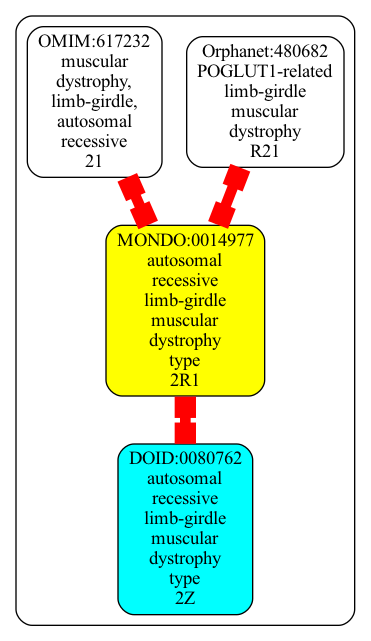 OMIM:617232
muscular
dystrophy,
limb-girdle,
autosomal
recessive
21
Orphanet:480682
POGLUT1-related
limb-girdle
muscular
dystrophy
R21
MONDO:0014977
autosomal
recessive
limb-girdle
muscular
dystrophy
type
2R1
DOID:0080762
autosomal
recessive
limb-girdle
muscular
dystrophy
type
2Z